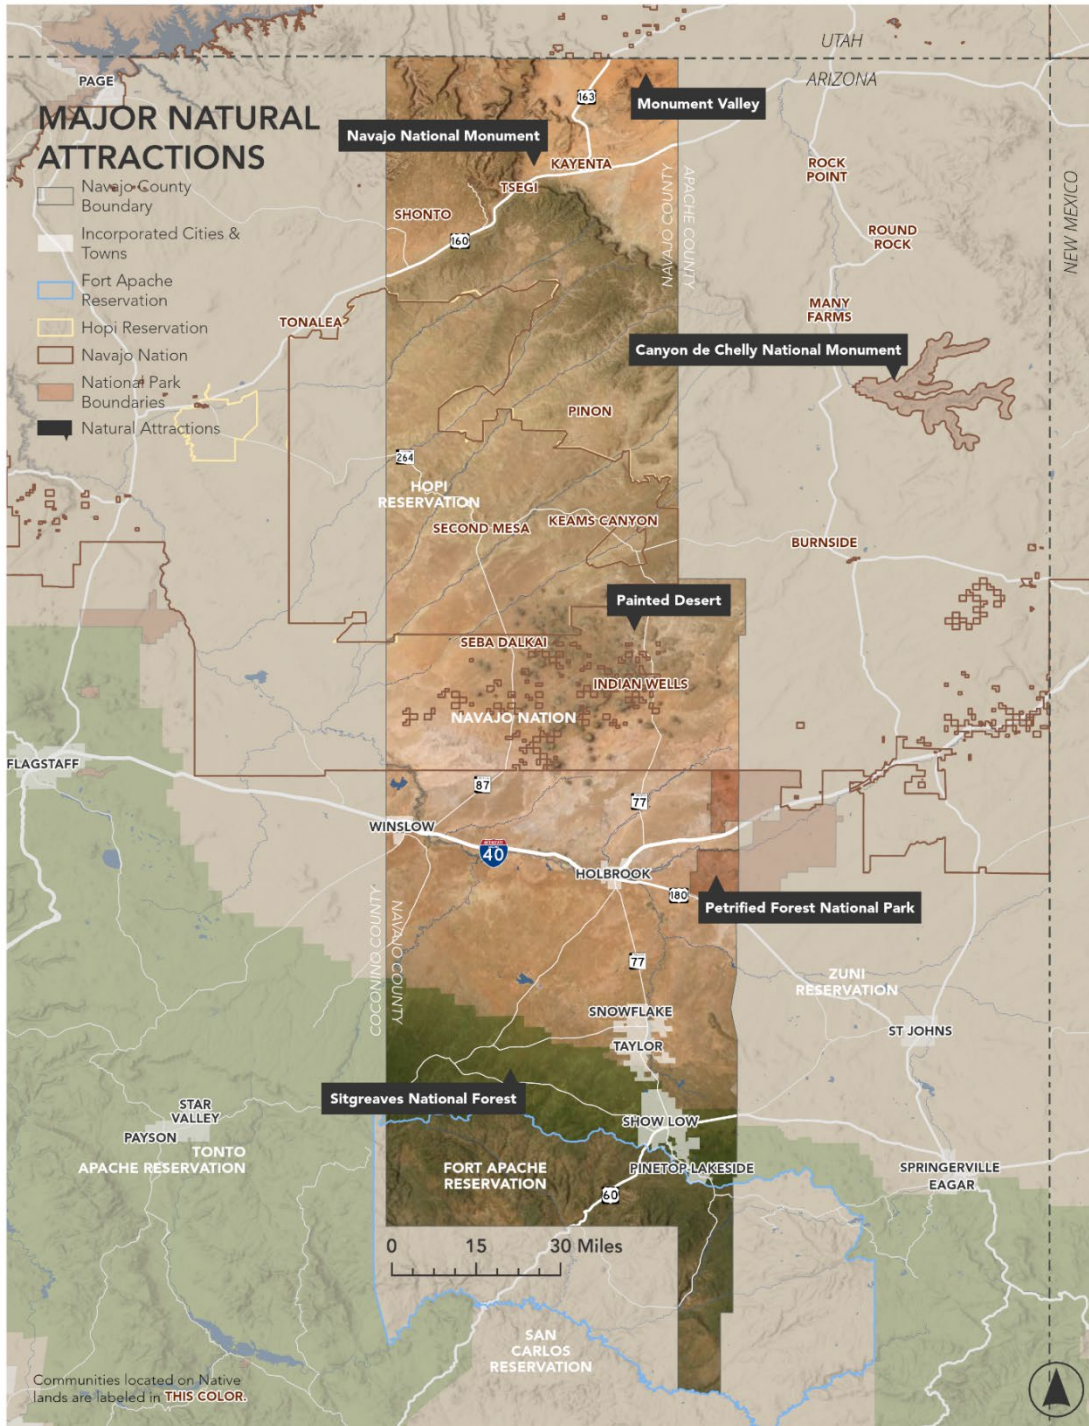 UTAH
ARIZONA
PAGE
MAJOR NATURAL
ATTRACTIONS
Navajo County
Boundary
Incorporated Cities &
Towns
Fort Apache
Reservation
Hopi Reservation
Navajo Nation
National Park
Boundaries
Natural Attractions
163
Monument Valley
Navajo National Monument
KAYENTA
TSEGI
SHONTO
160
NAVAJO COUNTY
APACHE COUNTY
ROCK
POINT
ROUND
ROCK
NEW MEXICO
MANY
FARMS
TONALEA
Canyon de Chelly National Monument
PINON
264
HOPI
RESERVATION
SECOND MESA
KEAMS CANYON
BURNSIDE
Painted Desert
SEBA DALKAI
INDIAN WELLS
NAVAJO NATION
FLAGSTAFF
87
77
WINSLOW
INTERSTATE
40
HOLBROOK
180
Petrified Forest National Park
COCONINO COUNTY
NAVAJO COUNTY
77
ZUNI
RESERVATION
SNOWFLAKE
TAYLOR
ST JOHNS
Sitgreaves National Forest
STAR
VALLEY
PAYSON
TONTO
APACHE RESERVATION
SHOW LOW
FORT APACHE
RESERVATION
PINETOP LAKESIDE
SPRINGERVILLE
EAGAR
60
0 15 30 Miles
SAN
CARLOS
RESERVATION
Communities located on Native
lands are labeled in THIS COLOR.